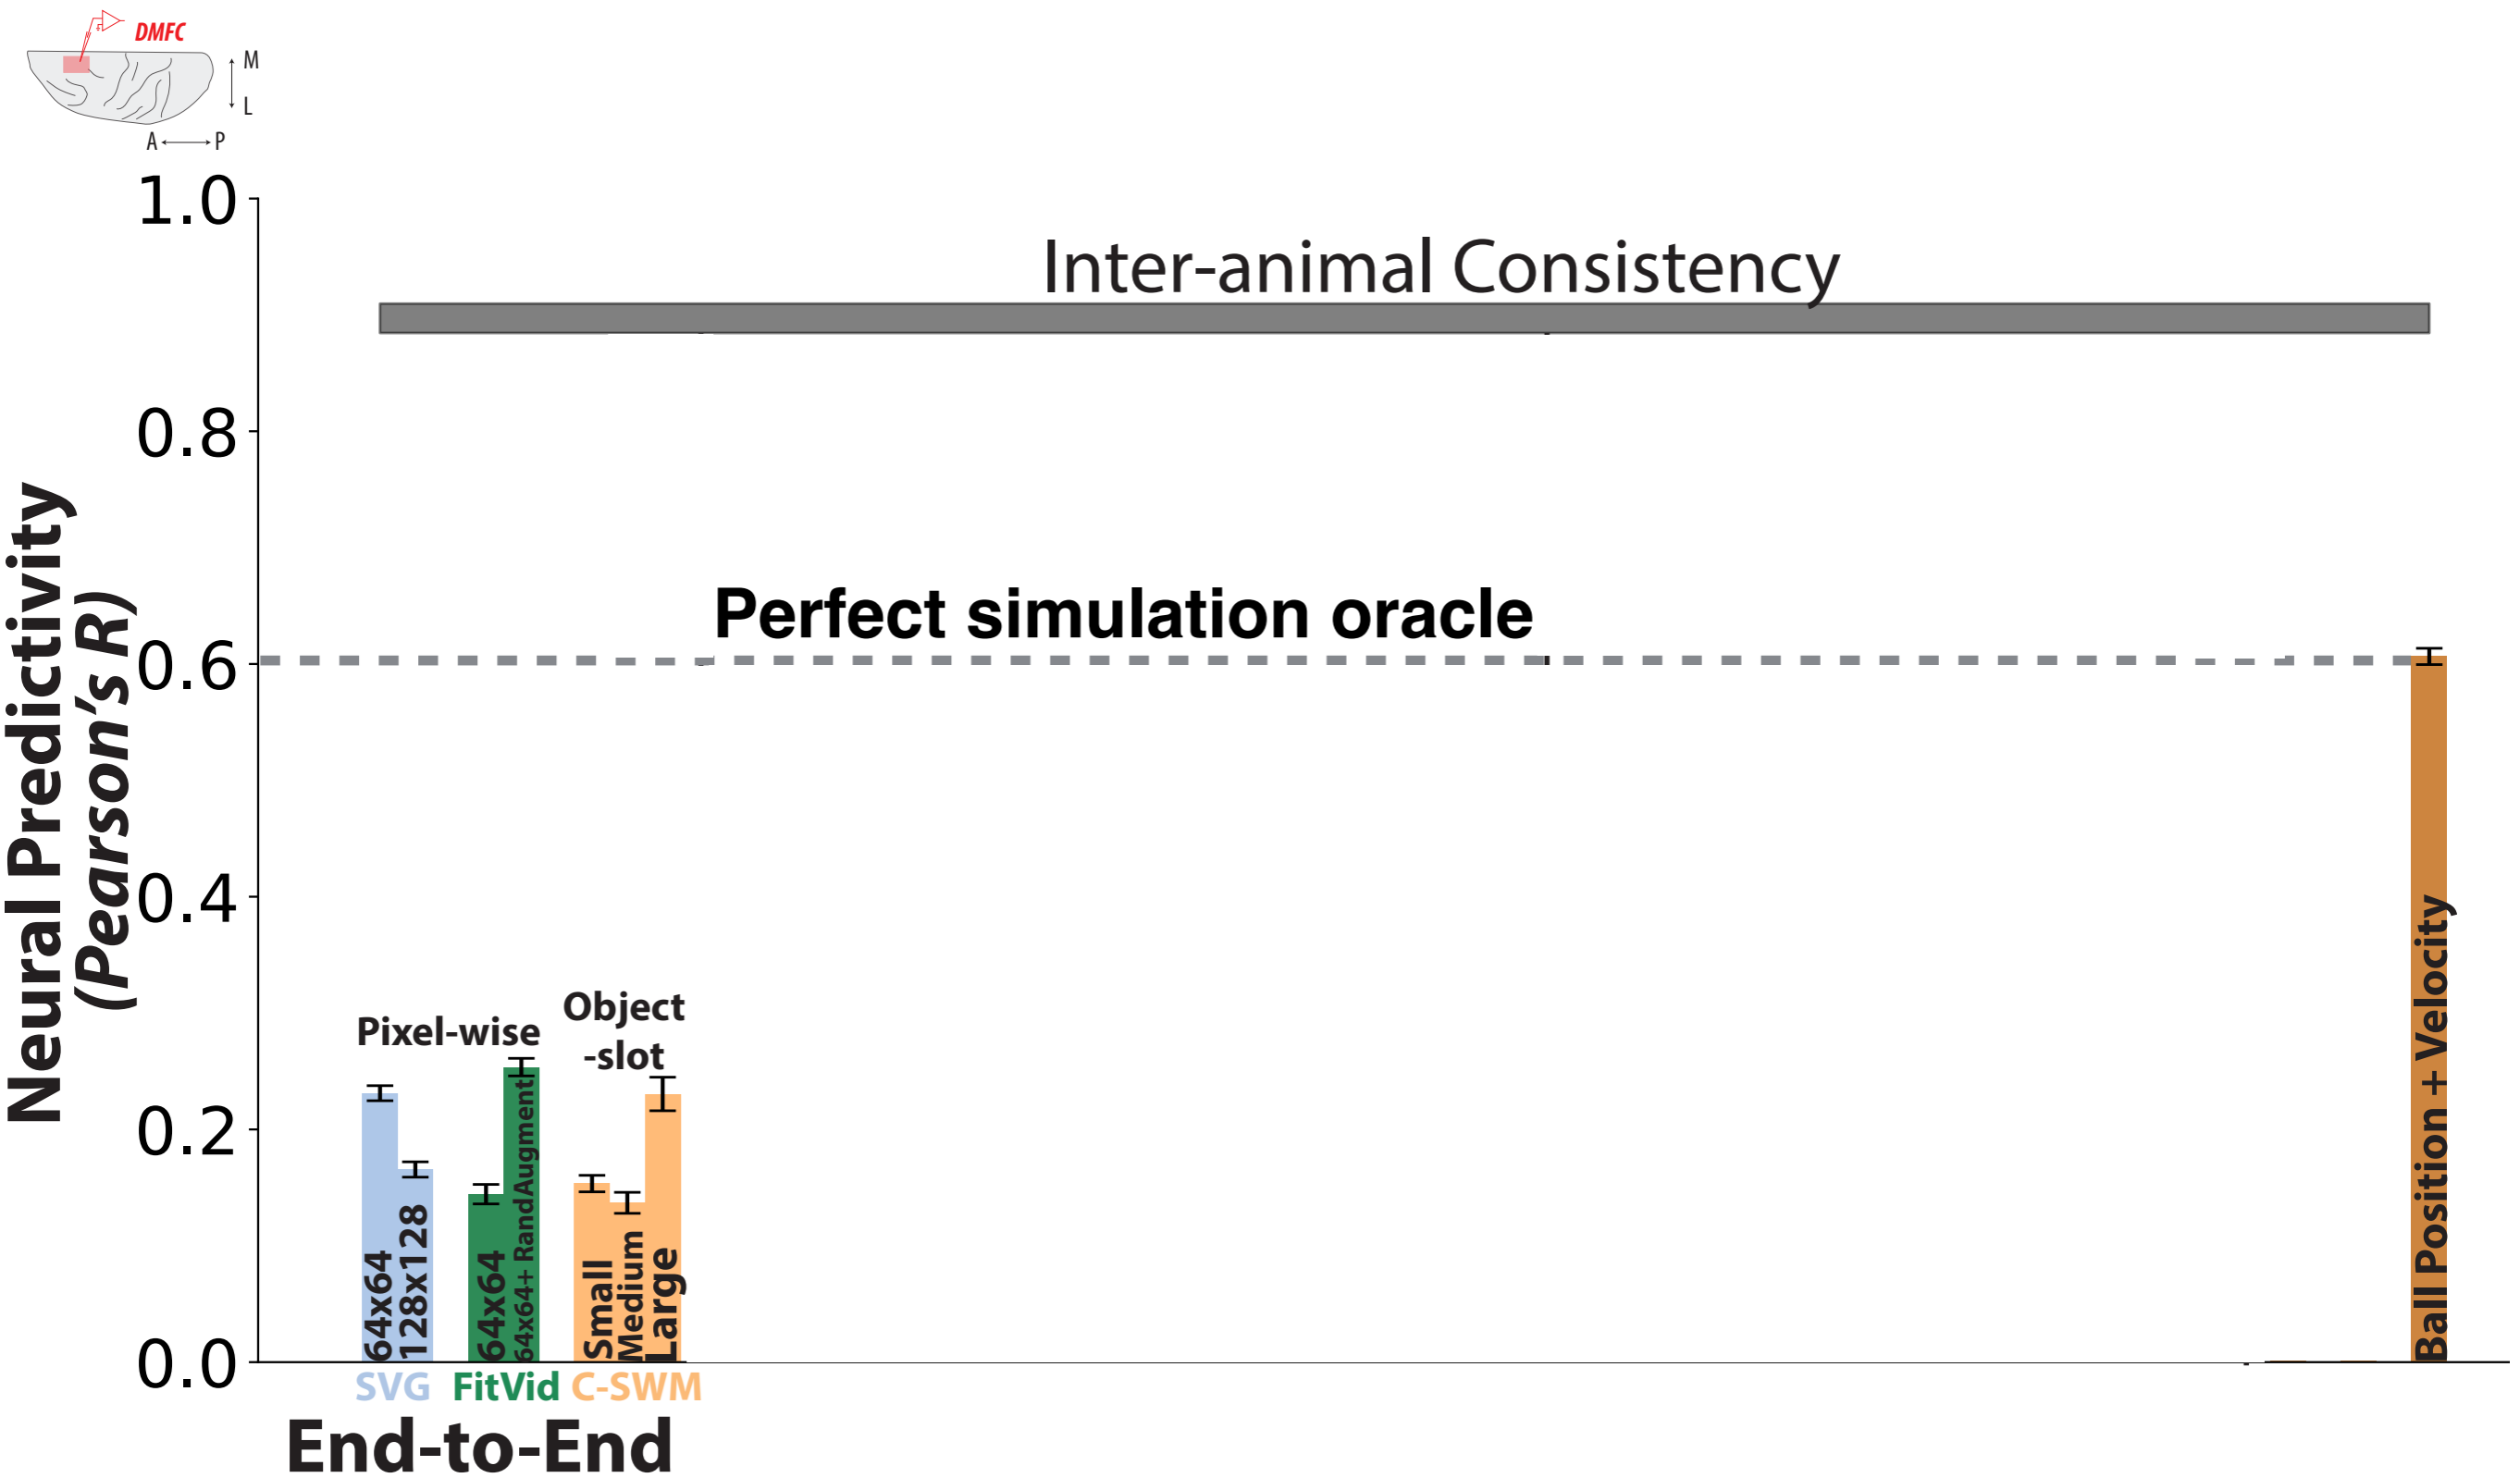 DMFC
M
L
A
P
1.0
0.8
0.6
0.4
0.2
0.0
Neural Predictivity
(Pearson's R)
Inter-animal Consistency
Perfect simulation oracle
Pixel-wise
Object
-slot
64x64
128x128
64x64
64x64+ RandAugment
Small
Medium
Large
Ball Position + Velocity
SVG
FitVid
C-SWM
End-to-End